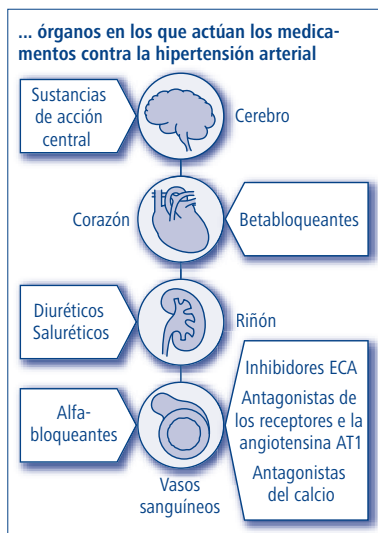 ... órganos en los que actúan los medica-
mentos contra la hipertensión arterial
Sustancias
de acción
central
Cerebro
Corazón
Betabloqueantes
Diuréticos
Saluréticos
Riñón
Alfa-
bloqueantes
Vasos
sanguíneos
Inhibidores ECA
Antagonistas de
los receptores e la
angiotensina AT1
Antagonistas
del calcio